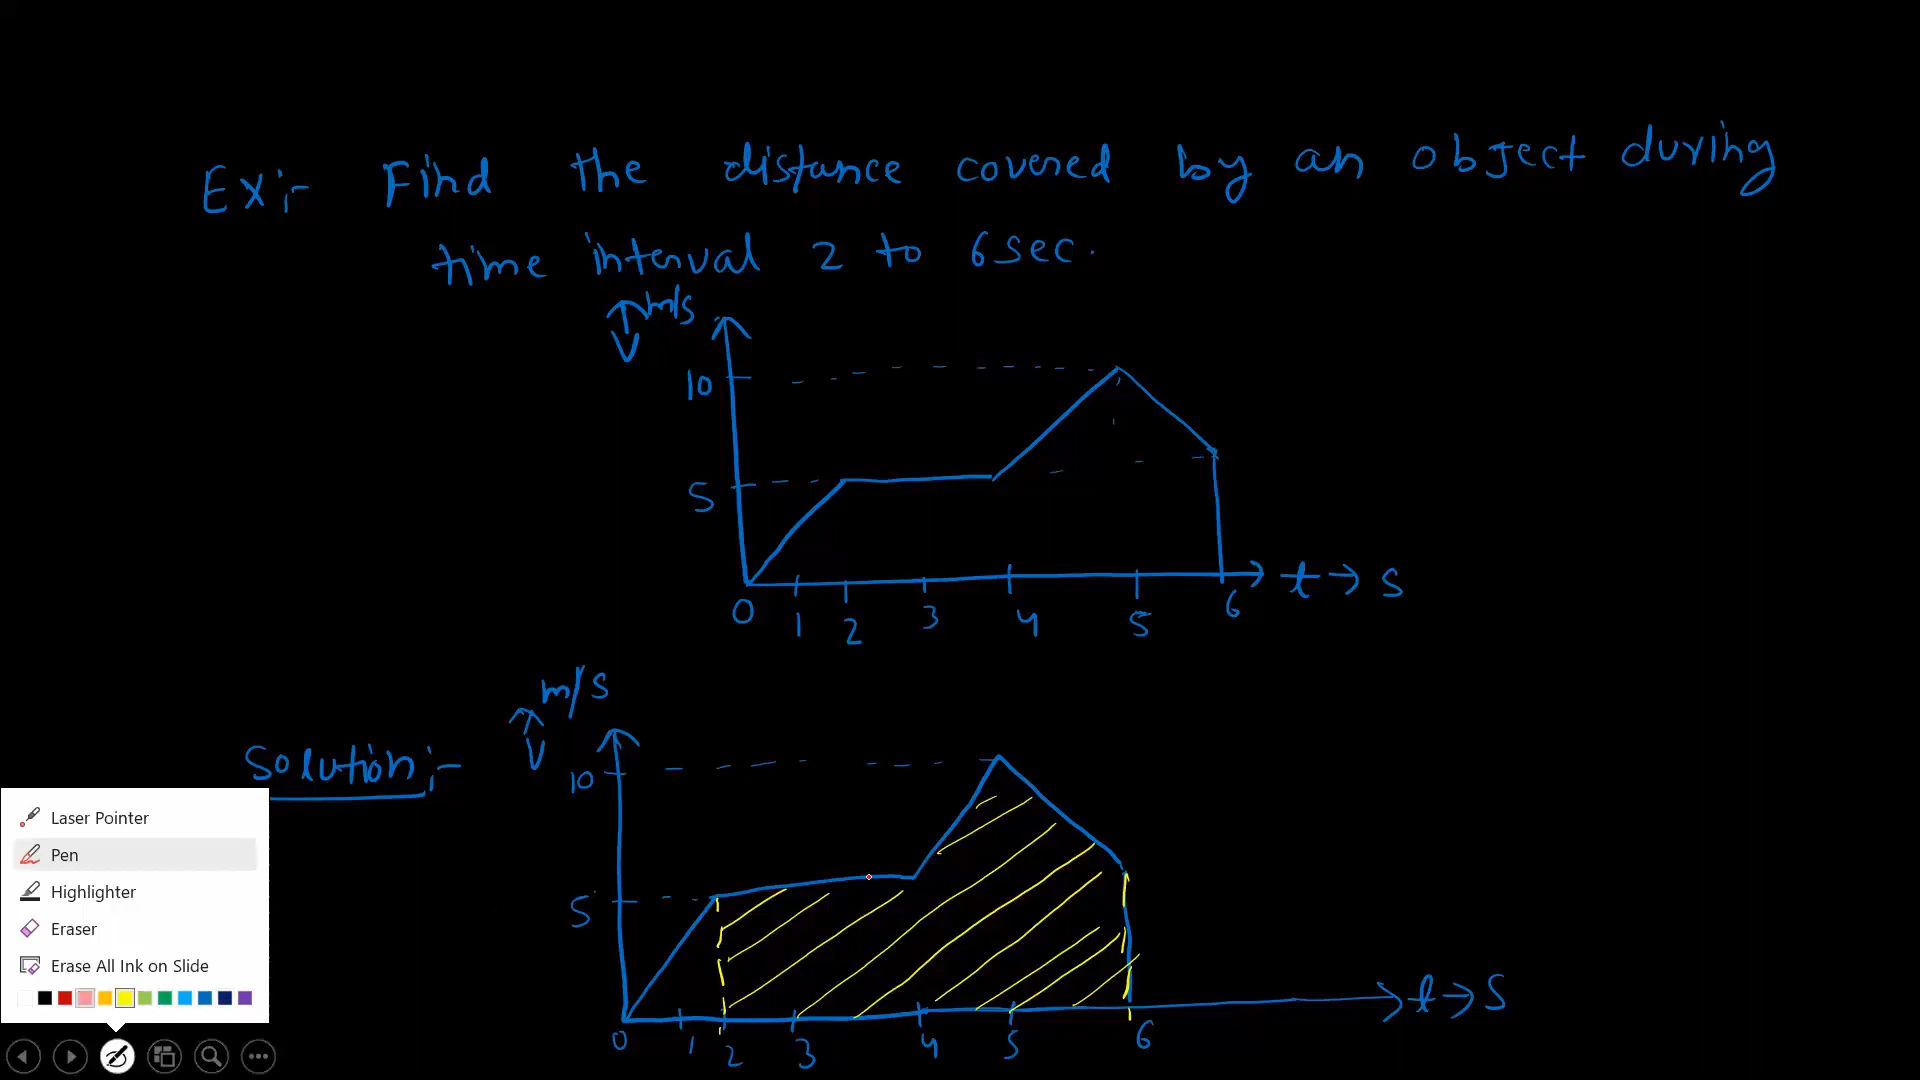 Ex:- Find the distance covered by an object during
time interval 2 to 6 sec.
V m/s
10
5
0 1 2 3 4 5 6 t → s
Solution:-
V m/s
10
5
0 1 2 3 4 5 6 t → s
Laser Pointer
Pen
Highlighter
Eraser
Erase All Ink on Slide